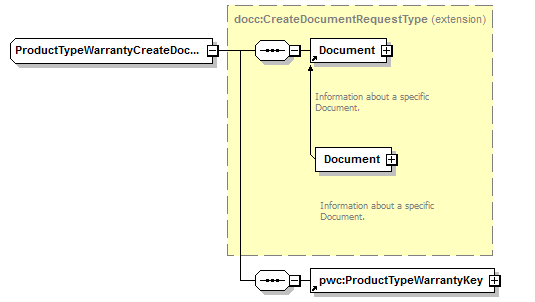 docc:CreateDocumentRequestType (extension)
ProductTypeWarrantyCreateDoc...
Document
Information about a specific
Document.
Document
Information about a specific
Document.
pwc:ProductTypeWarrantyKey